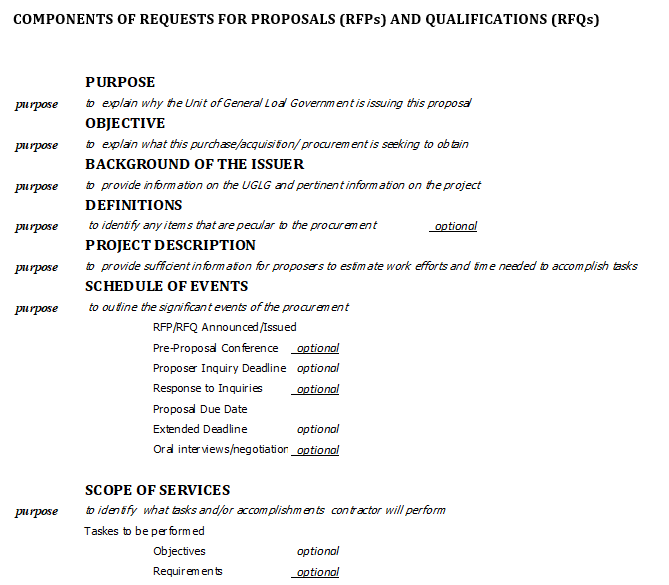 COMPONENTS OF REQUESTS FOR PROPOSALS (RFPs) AND QUALIFICATIONS (RFQs)
PURPOSE
purpose to explain why the Unit of General Loal Government is issuing this proposal
OBJECTIVE
purpose to explain what this purchase/acquisition/ procurement is seeking to obtain
BACKGROUND OF THE ISSUER
purpose to provide information on the UGLG and pertinent information on the project
DEFINITIONS
purpose to identify any items that are pecular to the procurement optional
PROJECT DESCRIPTION
purpose to provide sufficient information for proposers to estimate work efforts and time needed to accomplish tasks
SCHEDULE OF EVENTS
purpose to outline the significant events of the procurement
RFP/RFQ Announced/Issued
Pre-Proposal Conference optional
Proposer Inquiry Deadline optional
Response to Inquiries optional
Proposal Due Date
Extended Deadline optional
Oral interviews/negotiation optional
SCOPE OF SERVICES
purpose to identify what tasks and/or accomplishments contractor will perform
Taskes to be performed
Objectives optional
Requirements optional